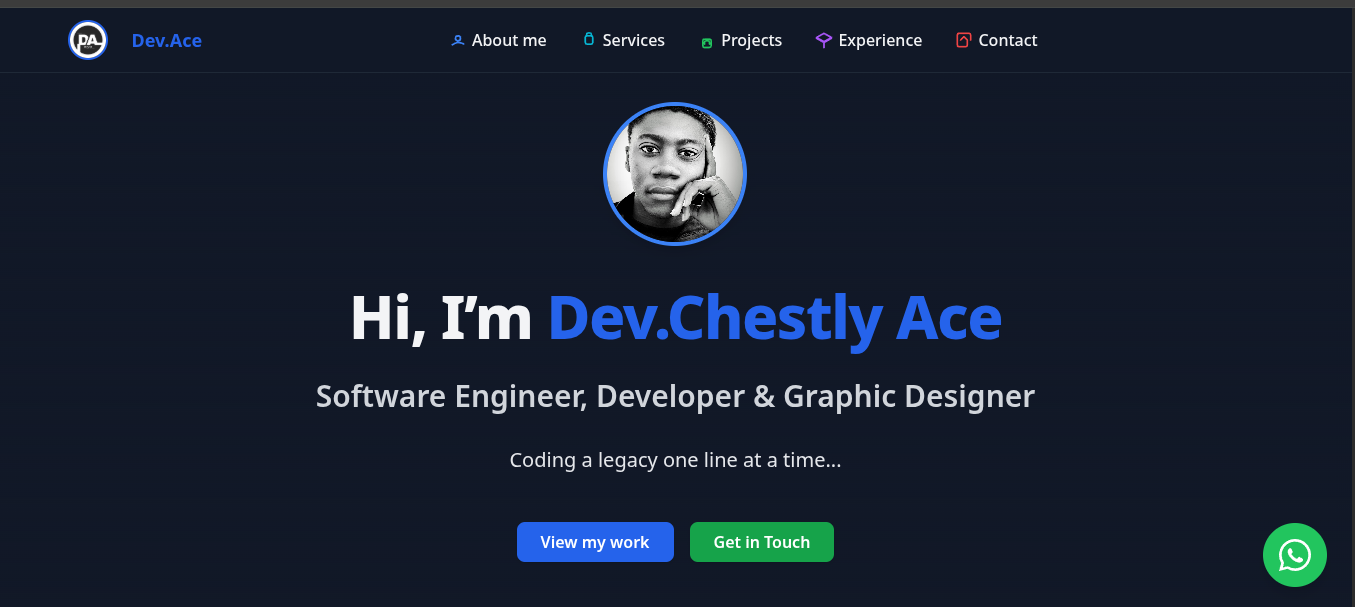 DA
Dev.Ace
About me
Services
Projects
Experience
Contact
Hi, I’m Dev.Chestly Ace
Software Engineer, Developer & Graphic Designer
Coding a legacy one line at a time...
View my work
Get in Touch